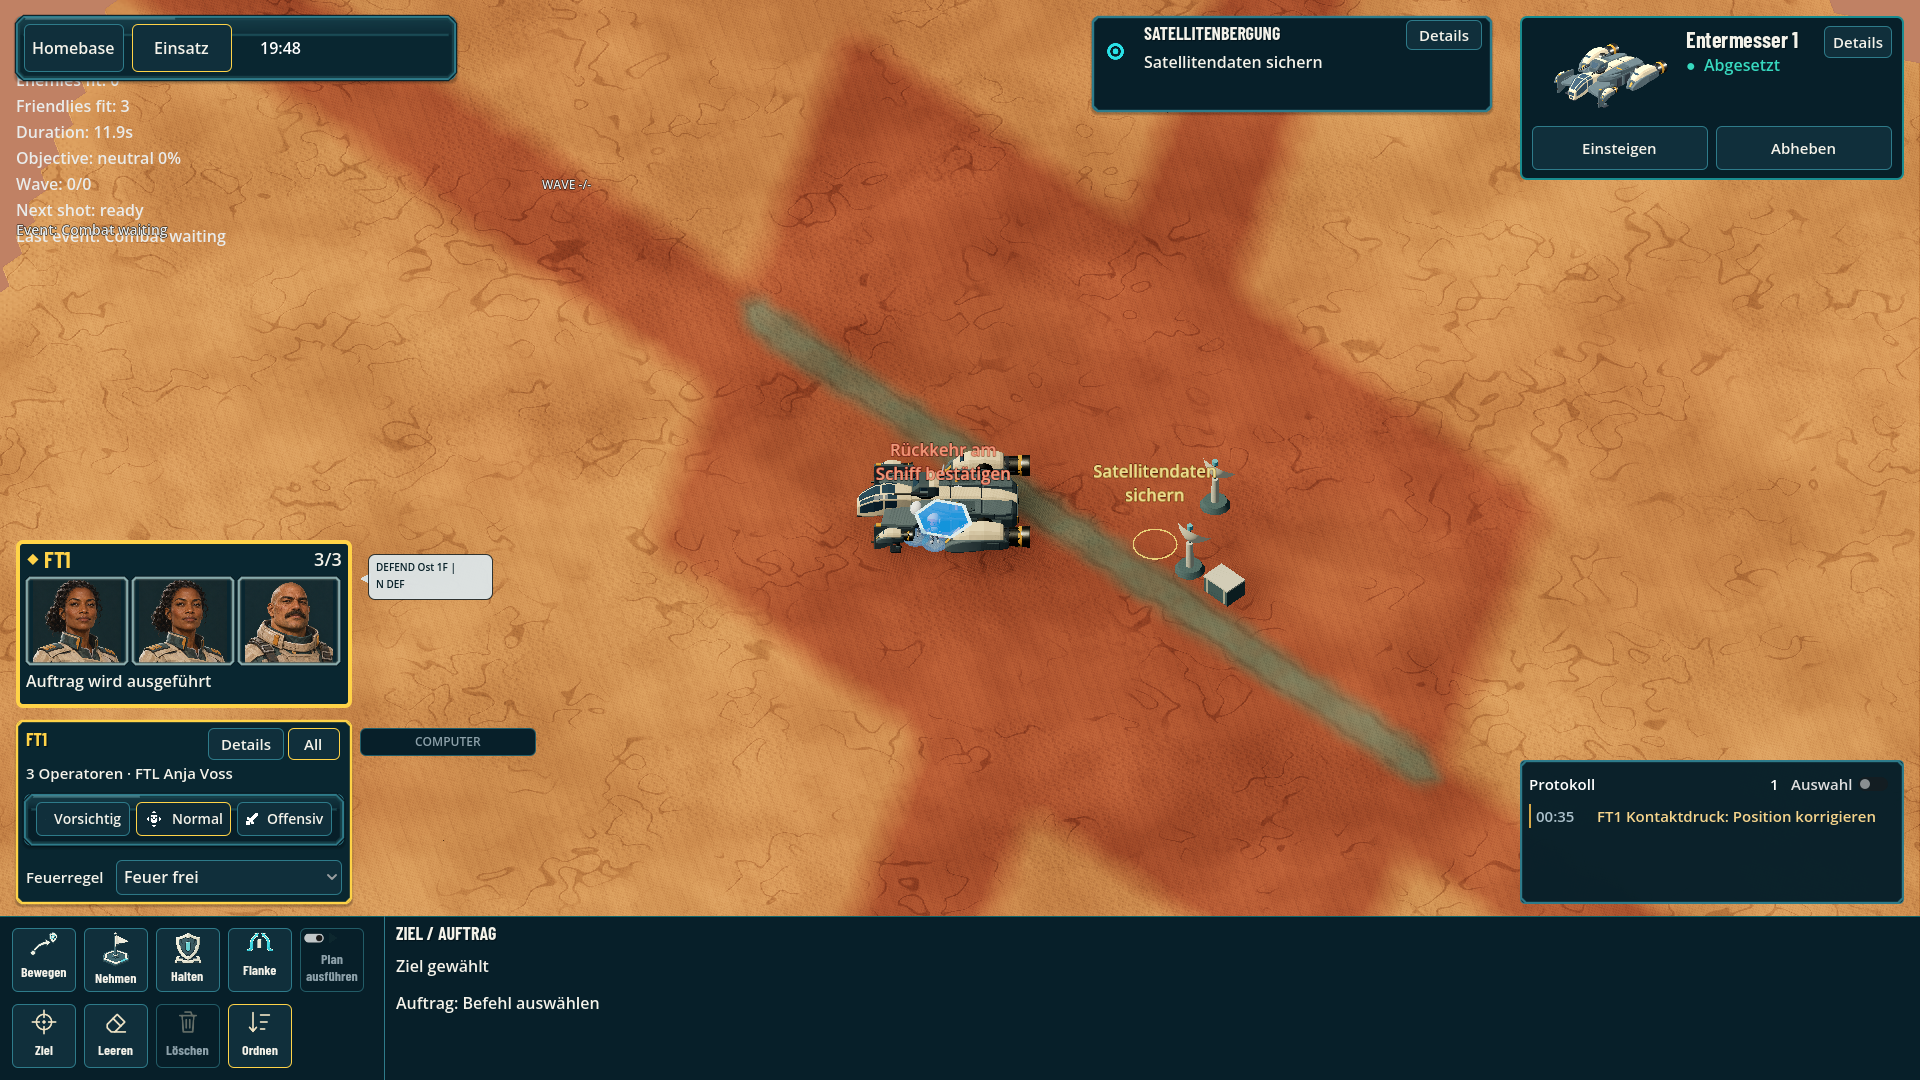 Homebase
Einsatz
19:48
Enemies fit: 0
Friendlies fit: 3
Duration: 11.9s
Objective: neutral 0%
Wave: 0/0
Next shot: ready
Event: Combat waiting
Last event: Combat waiting
WAVE -/-
SATELLITENBERGUNG
Details
Satellitendaten sichern
Entermesser 1
Details
Abgesetzt
Einsteigen
Abheben
Rückkehr am
Schiff bestätigen
Satellitendaten
sichern
FT1
3/3
Auftrag wird ausgeführt
DEFEND Ost 1F |
N DEF
FT1
Details
All
3 Operatoren · FTL Anja Voss
Vorsichtig
Normal
Offensiv
Feuerregel
Feuer frei
COMPUTER
Protokoll
1
Auswahl
00:35
FT1 Kontaktdruck: Position korrigieren
Bewegen
Nehmen
Halten
Flanke
Plan
ausführen
Ziel
Leeren
Löschen
Ordnen
ZIEL / AUFTRAG
Ziel gewählt
Auftrag: Befehl auswählen